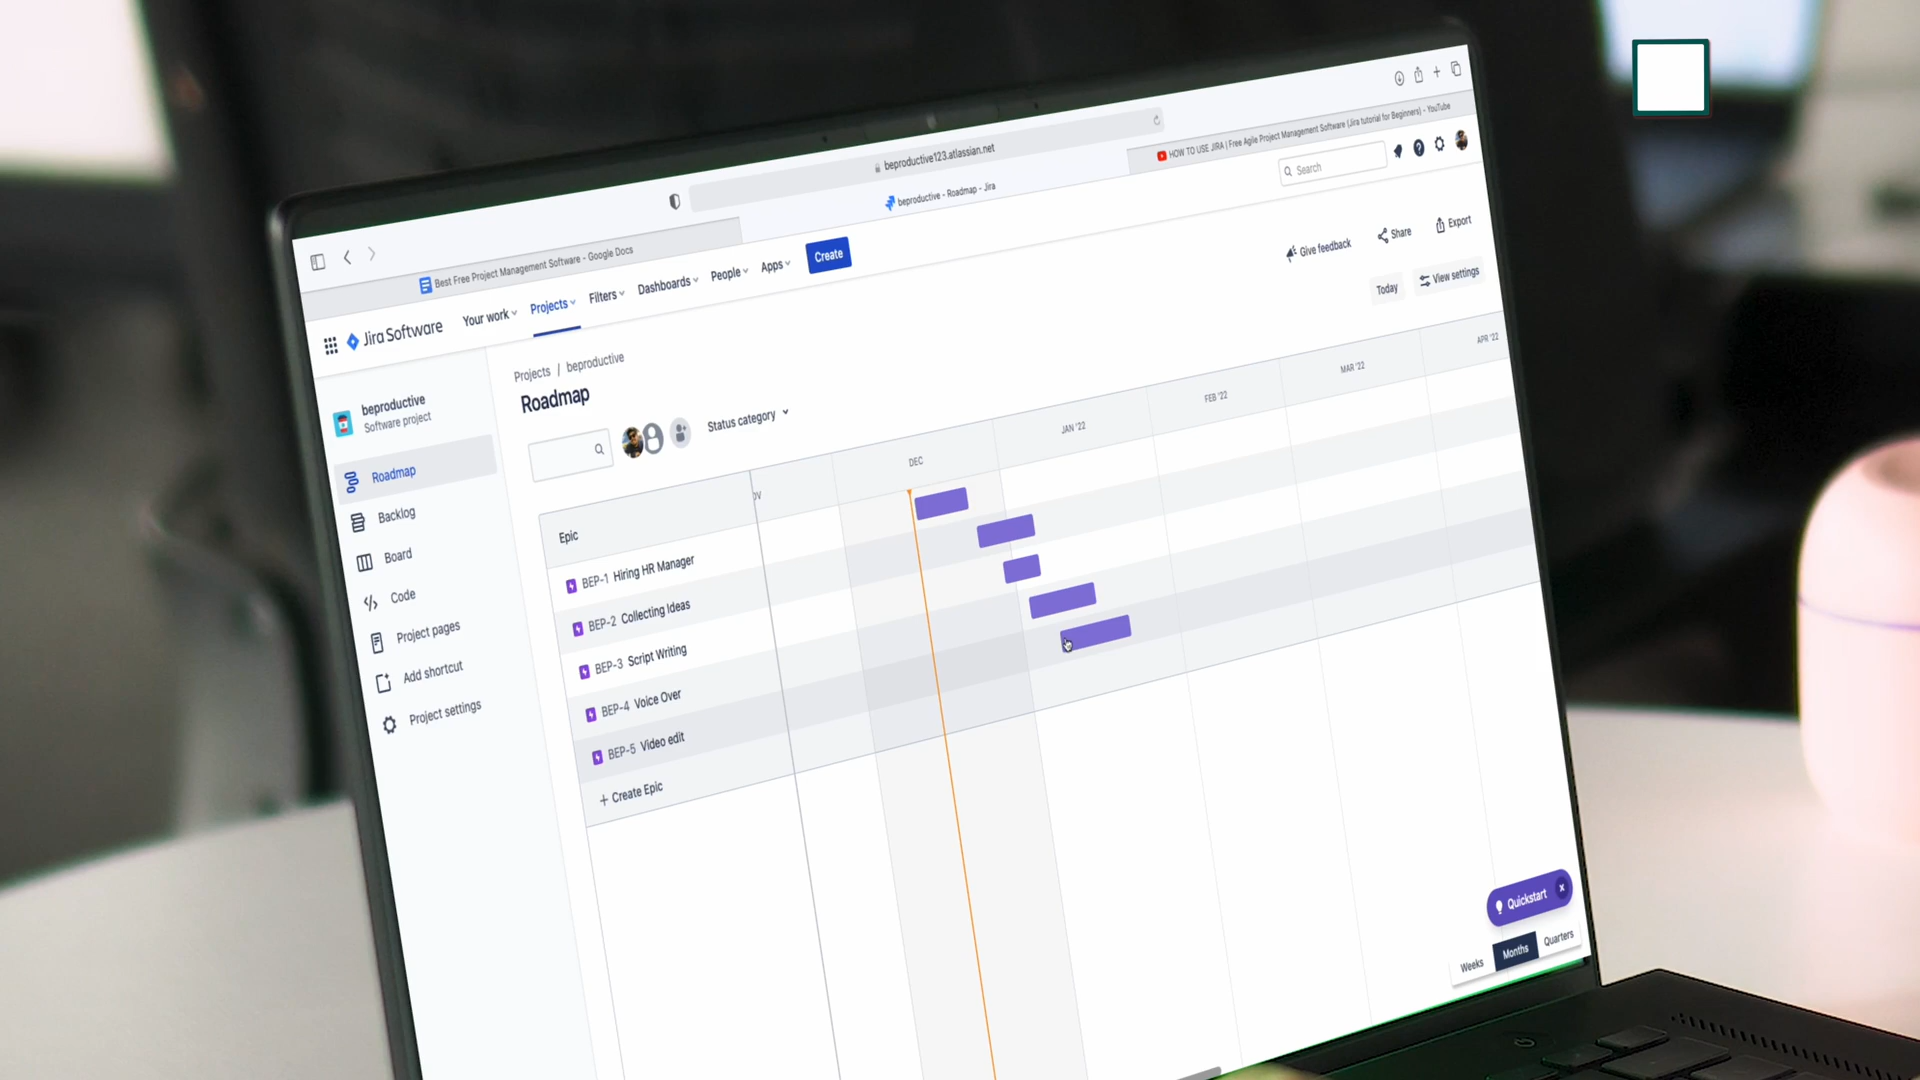 beproductive123.atlassian.net
Best Free Project Management Software - Google Docs
beproductive - Roadmap - Jira
HOW TO USE JIRA | Free Agile Project Management Software (Jira tutorial for Beginners) - YouTube
Jira Software
Your work
Projects
Filters
Dashboards
People
Apps
Create
Search
beproductive
Software project
Roadmap
Backlog
Board
Code
Project pages
Add shortcut
Project settings
Projects / beproductive
Roadmap
Give feedback
Share
Export
Status category
Today
View settings
DEC
JAN '22
FEB '22
MAR '22
APR '22
Epic
BEP-1 Hiring HR Manager
BEP-2 Collecting Ideas
BEP-3 Script Writing
BEP-4 Voice Over
BEP-5 Video edit
+ Create Epic
Quickstart x
Weeks
Months
Quarters